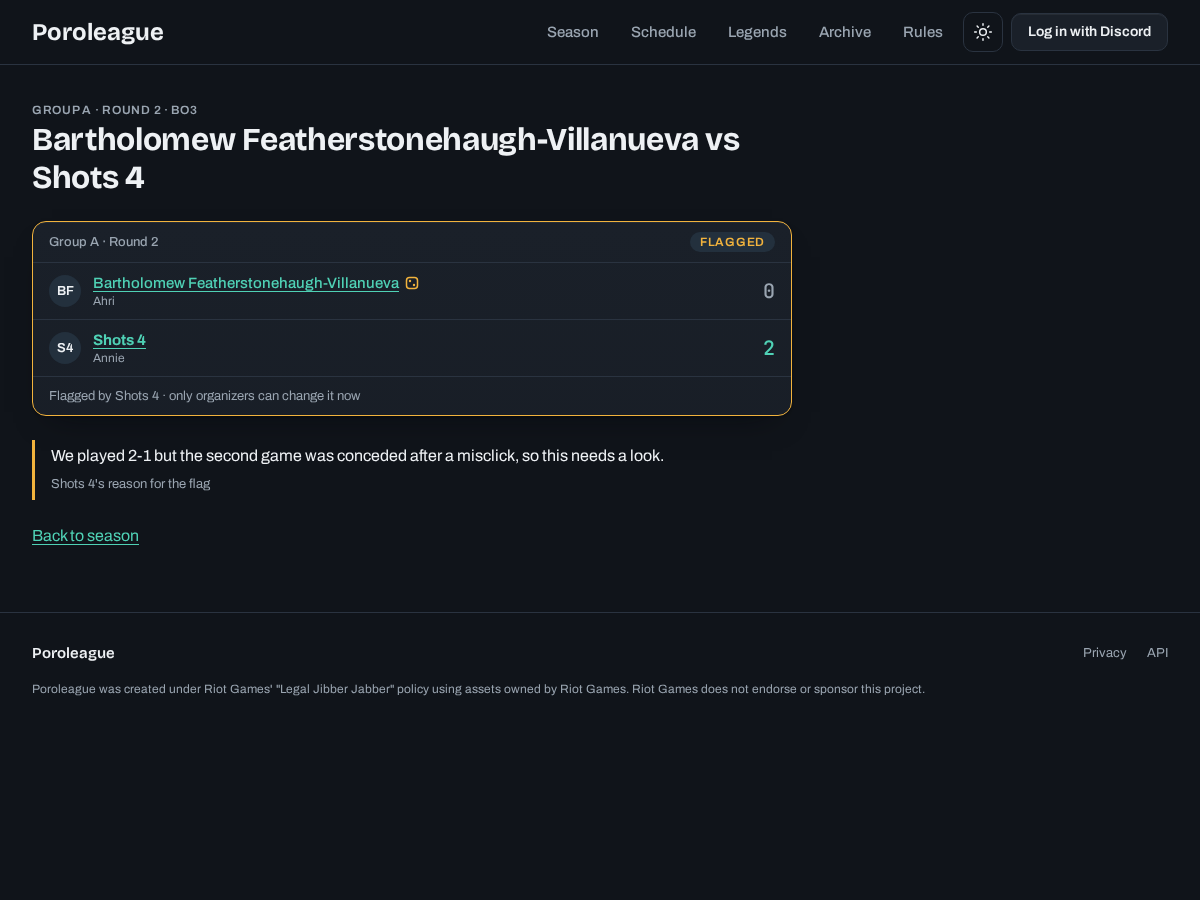 Poroleague
Season
Schedule
Legends
Archive
Rules
Log in with Discord
GROUP A · ROUND 2 · BO3
Bartholomew Featherstonehaugh-Villanueva vs
Shots 4
Group A · Round 2
FLAGGED
BF
Bartholomew Featherstonehaugh-Villanueva
Ahri
0
S4
Shots 4
Annie
2
Flagged by Shots 4 · only organizers can change it now
We played 2-1 but the second game was conceded after a misclick, so this needs a look.
Shots 4's reason for the flag
Back to season
Poroleague
Privacy
API
Poroleague was created under Riot Games' "Legal Jibber Jabber" policy using assets owned by Riot Games. Riot Games does not endorse or sponsor this project.